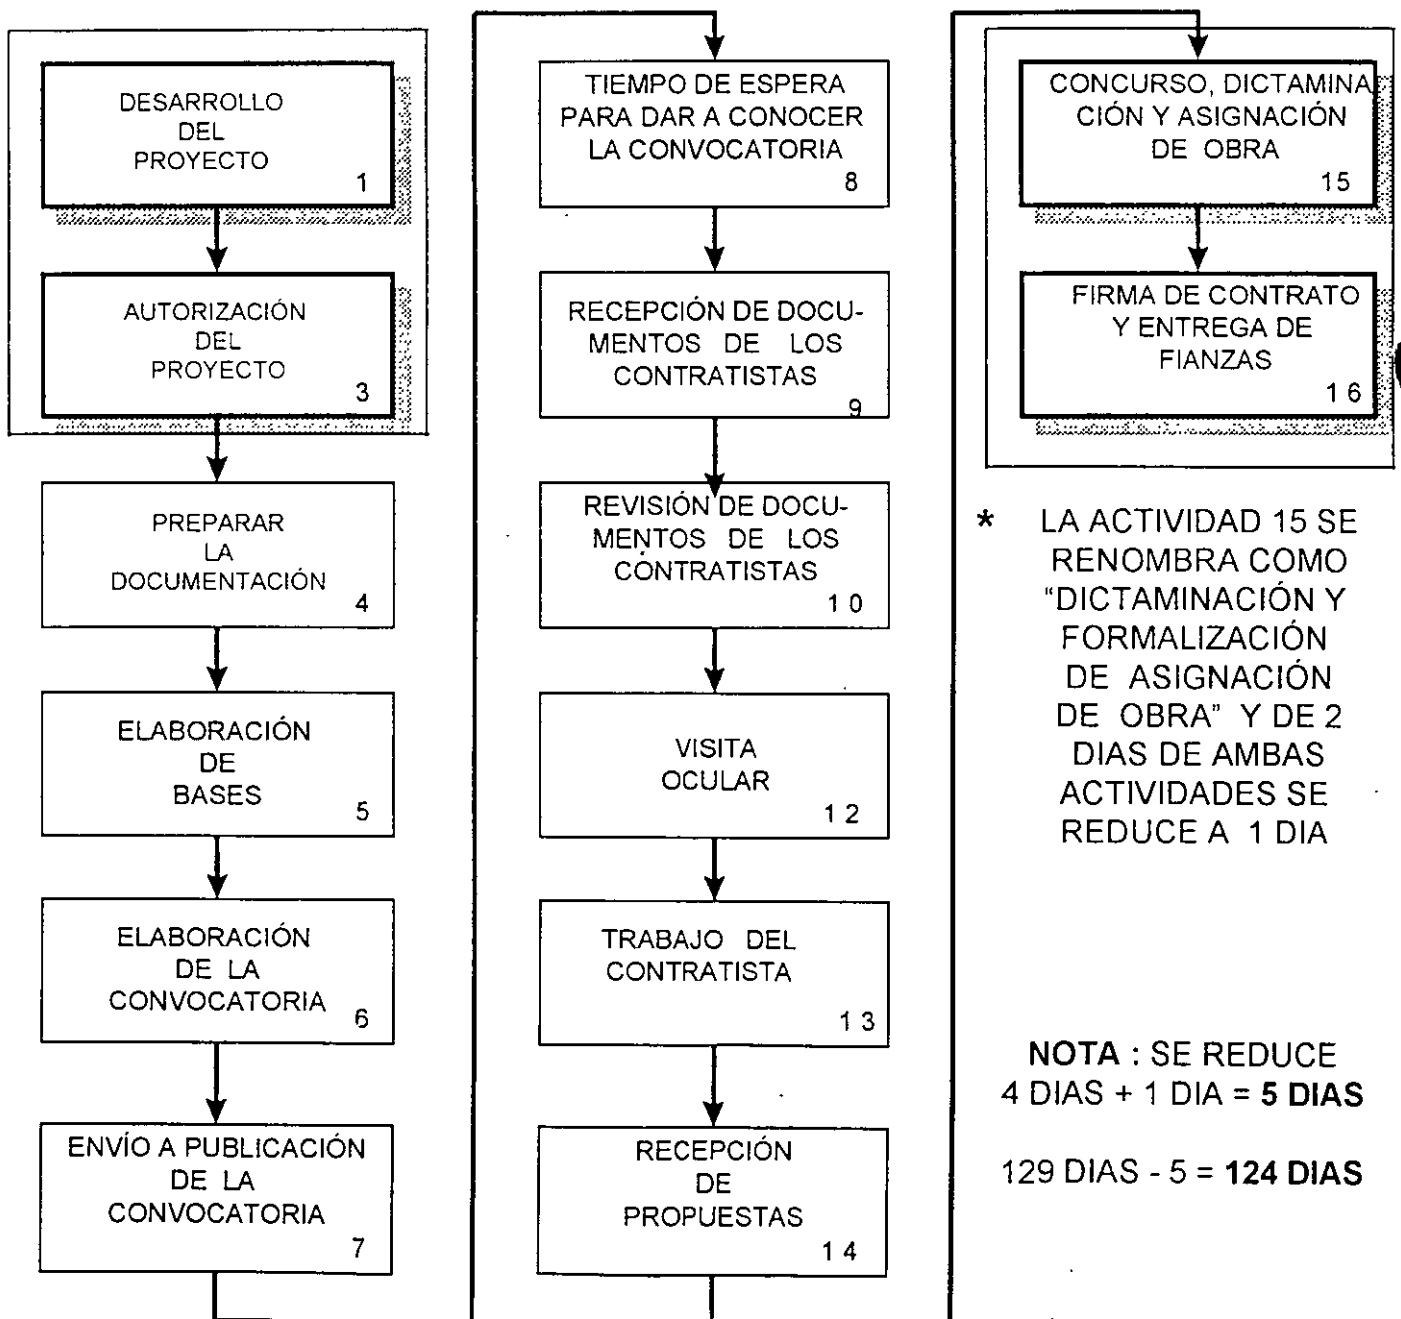 DESARROLLO
DEL
PROYECTO
1
AUTORIZACIÓN
DEL
PROYECTO
3
PREPARAR
LA
DOCUMENTACIÓN
4
ELABORACIÓN
DE
BASES
5
ELABORACIÓN
DE LA
CONVOCATORIA
6
ENVÍO A PUBLICACIÓN
DE LA
CONVOCATORIA
7
TIEMPO DE ESPERA
PARA DAR A CONOCER
LA CONVOCATORIA
8
RECEPCIÓN DE DOCU-
MENTOS DE LOS
CONTRATISTAS
9
REVISIÓN DE DOCU-
MENTOS DE LOS
CONTRATISTAS
10
VISITA
OCULAR
12
TRABAJO DEL
CONTRATISTA
13
RECEPCIÓN
DE
PROPUESTAS
14
CONCURSO, DICTAMINA
CIÓN Y ASIGNACIÓN
DE OBRA
15
FIRMA DE CONTRATO
Y ENTREGA DE
FIANZAS
16
* LA ACTIVIDAD 15 SE
RENOMBRA COMO
"DICTAMINACIÓN Y
FORMALIZACIÓN
DE ASIGNACIÓN
DE OBRA" Y DE 2
DIAS DE AMBAS
ACTIVIDADES SE
REDUCE A 1 DIA
NOTA : SE REDUCE
4 DIAS + 1 DIA = 5 DIAS
129 DIAS - 5 = 124 DIAS